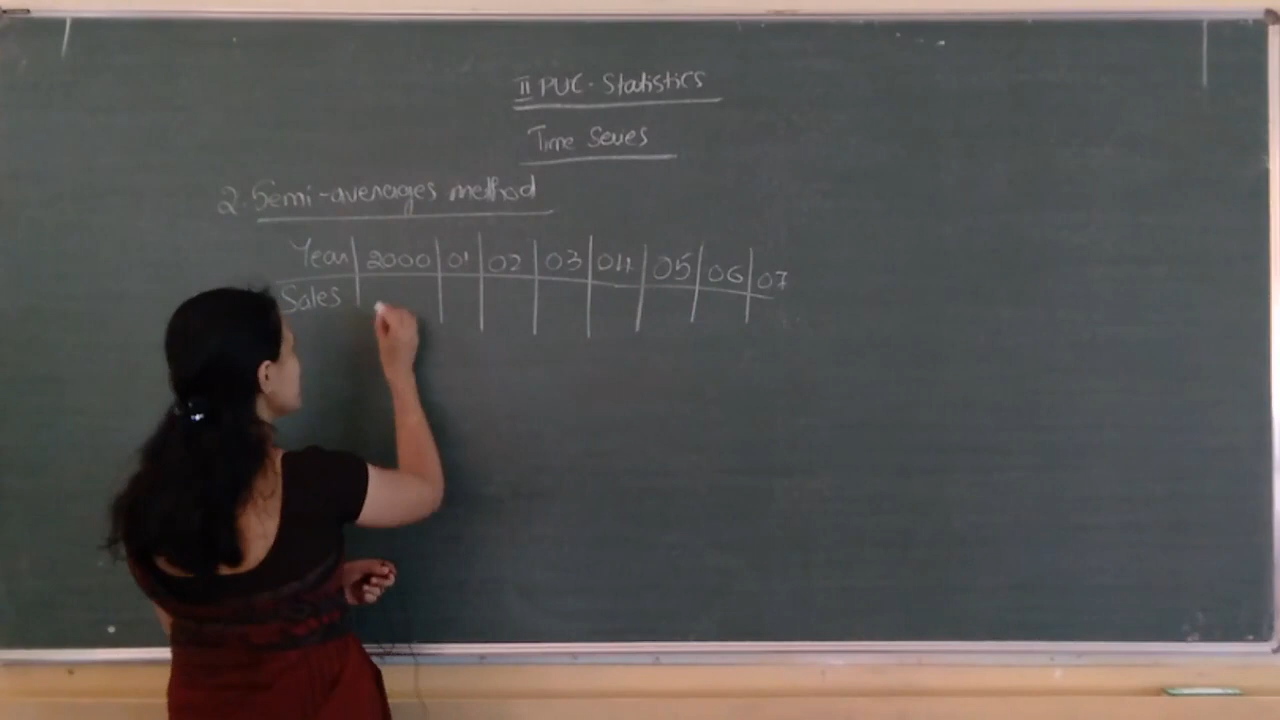 II PUC - Statistics
Time Series
2. Semi-averages method
Year 2000 01 02 03 04 05 06 07
Sales